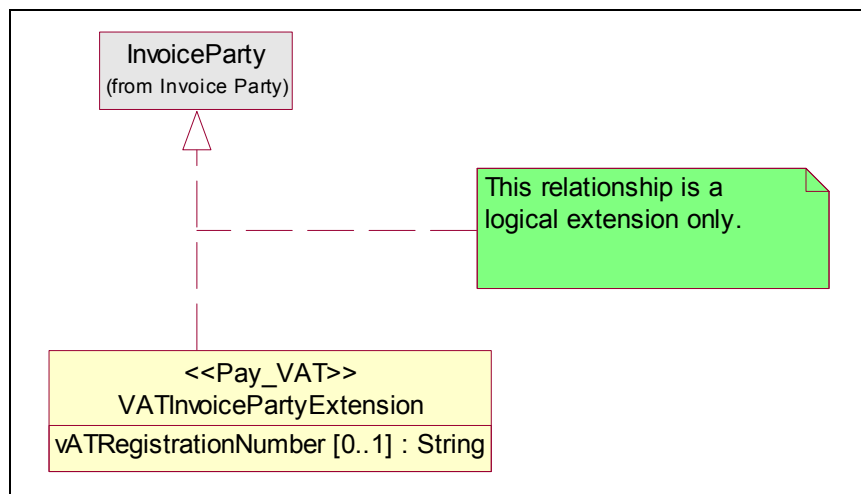 InvoiceParty
(from Invoice Party)
This relationship is a
logical extension only.
<<Pay_VAT>>
VATInvoicePartyExtension
vATRegistrationNumber [0..1] : String